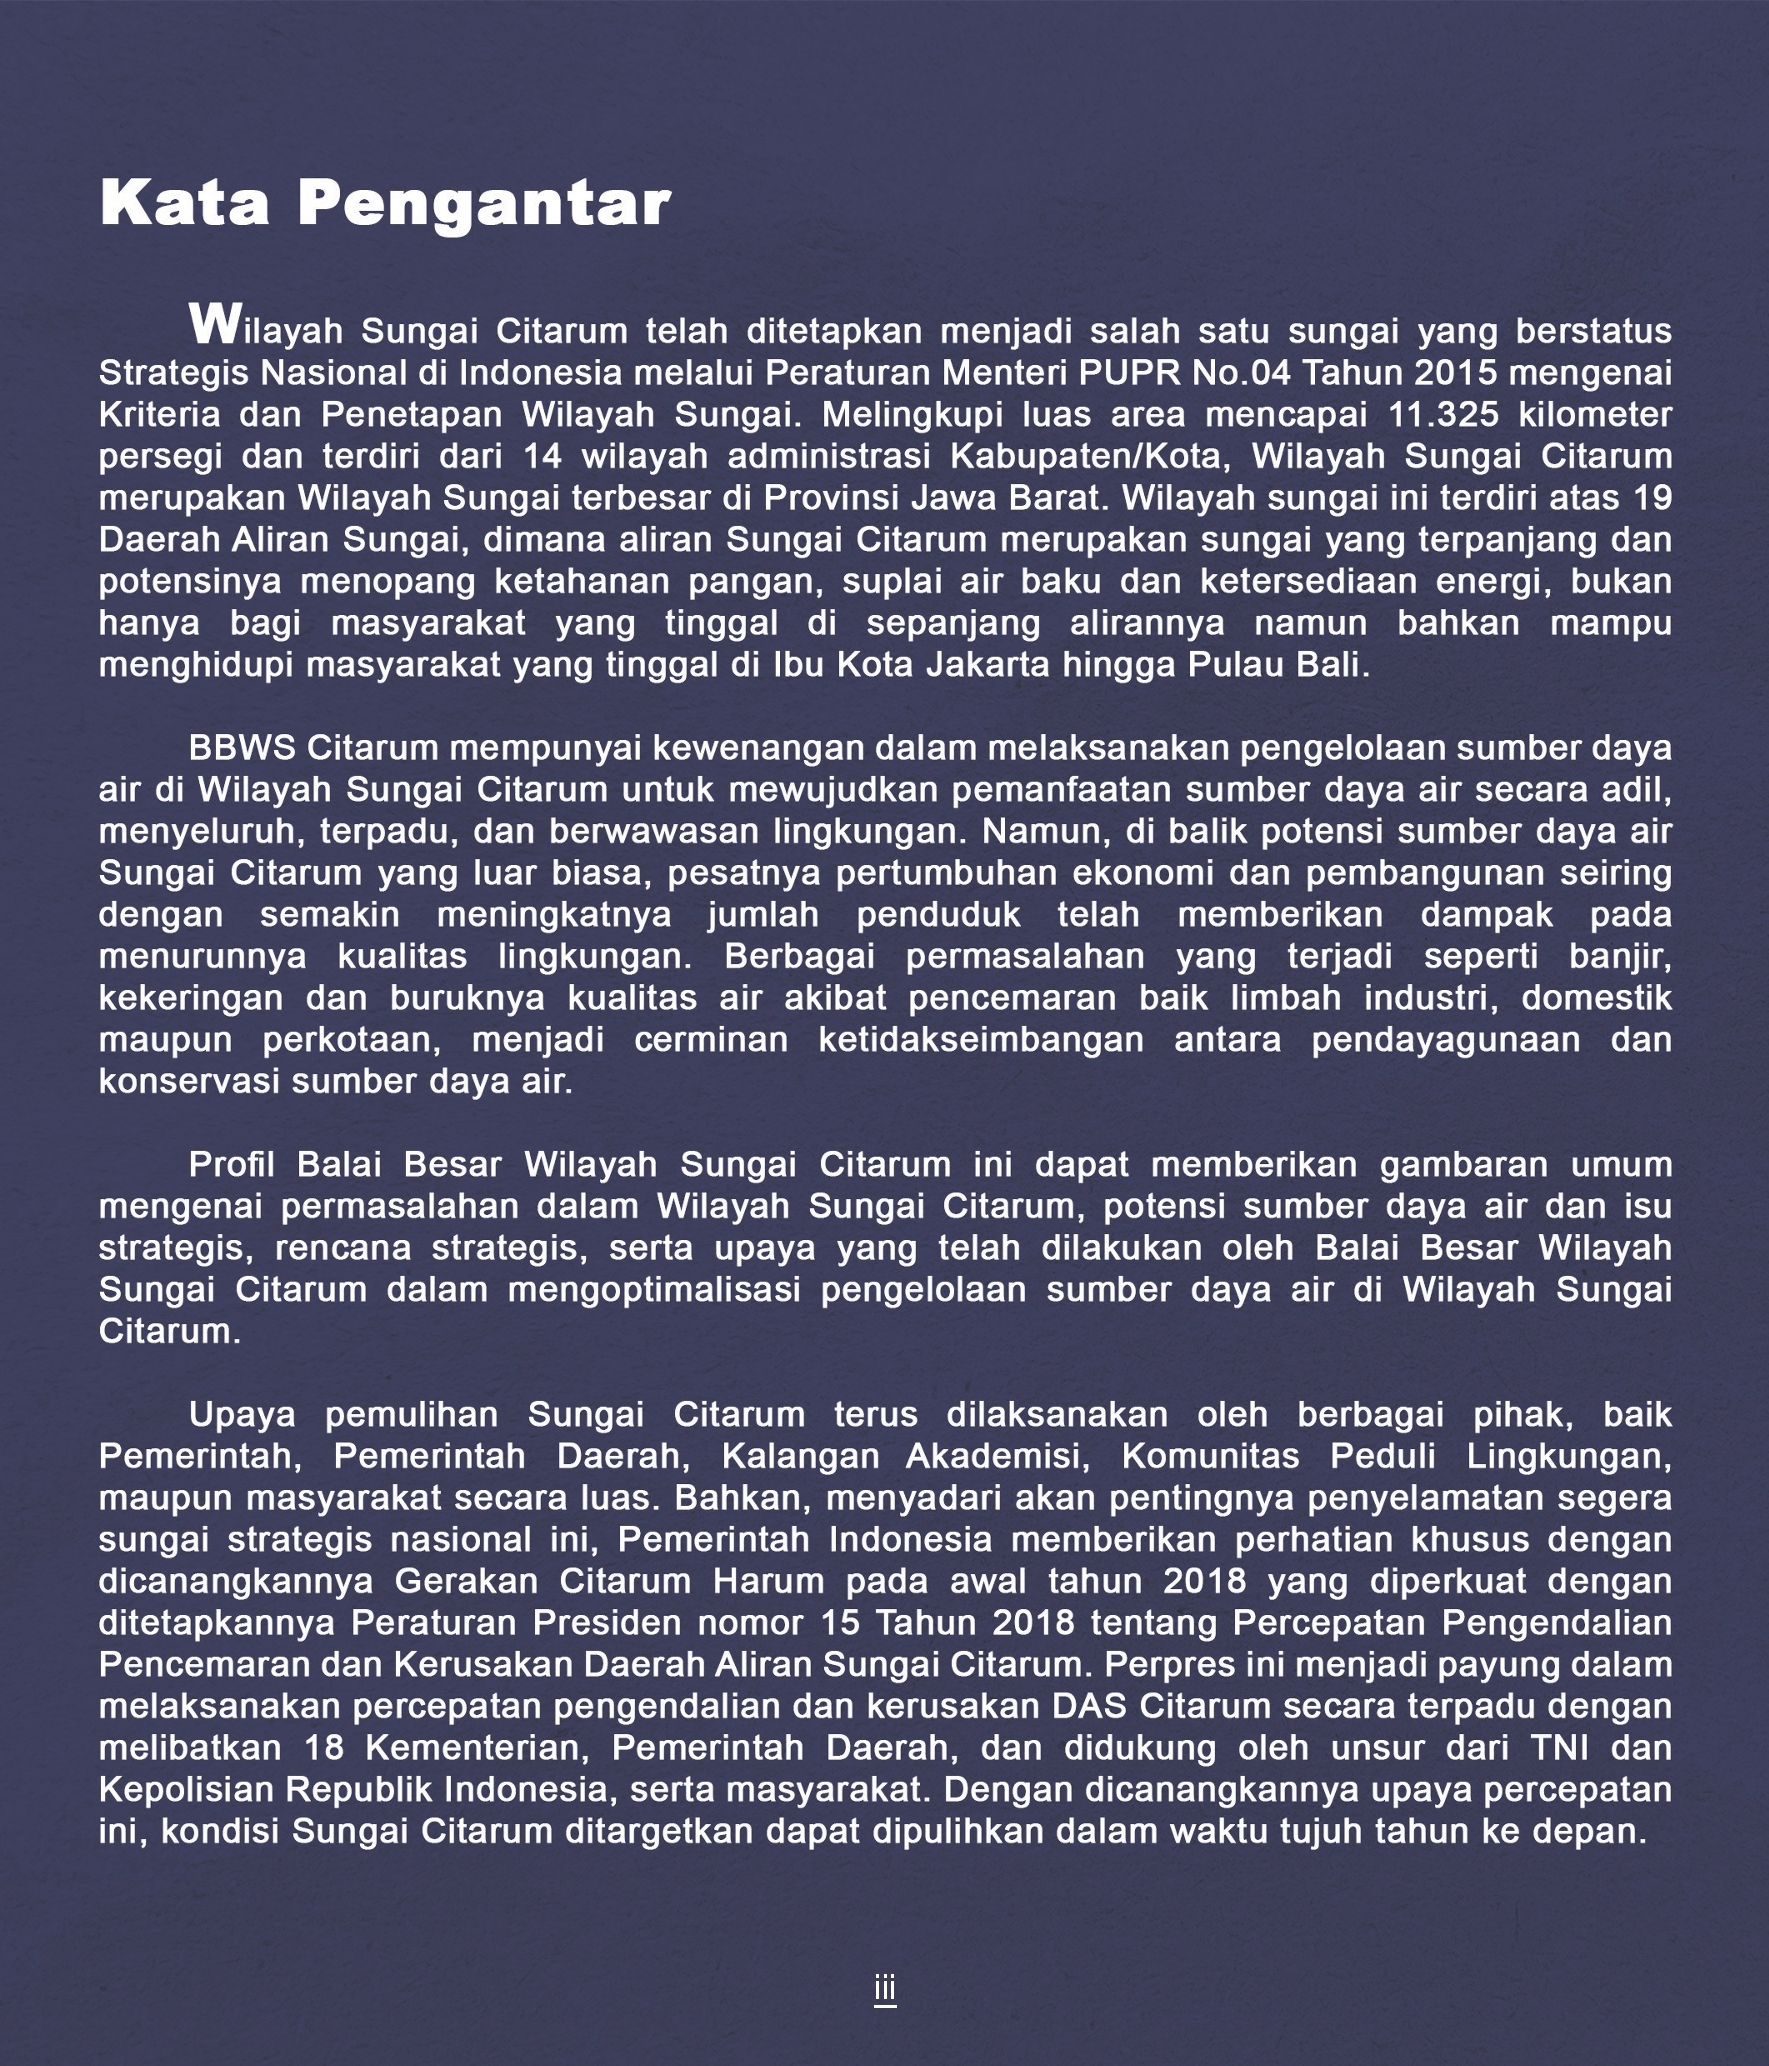 Kata Pengantar
Wilayah Sungai Citarum telah ditetapkan menjadi salah satu sungai yang berstatus
Strategis Nasional di Indonesia melalui Peraturan Menteri PUPR No.04 Tahun 2015 mengenai
Kriteria dan Penetapan Wilayah Sungai. Melingkupi luas area mencapai 11.325 kilometer
persegi dan terdiri dari 14 wilayah administrasi Kabupaten/Kota, Wilayah Sungai Citarum
merupakan Wilayah Sungai terbesar di Provinsi Jawa Barat. Wilayah sungai ini terdiri atas 19
Daerah Aliran Sungai, dimana aliran Sungai Citarum merupakan sungai yang terpanjang dan
potensinya menopang ketahanan pangan, suplai air baku dan ketersediaan energi, bukan
hanya bagi masyarakat yang tinggal di sepanjang alirannya namun bahkan mampu
menghidupi masyarakat yang tinggal di Ibu Kota Jakarta hingga Pulau Bali.
BBWS Citarum mempunyai kewenangan dalam melaksanakan pengelolaan sumber daya
air di Wilayah Sungai Citarum untuk mewujudkan pemanfaatan sumber daya air secara adil,
menyeluruh, terpadu, dan berwawasan lingkungan. Namun, di balik potensi sumber daya air
Sungai Citarum yang luar biasa, pesatnya pertumbuhan ekonomi dan pembangunan seiring
dengan semakin meningkatnya jumlah penduduk telah memberikan dampak pada
menurunnya kualitas lingkungan. Berbagai permasalahan yang terjadi seperti banjir,
kekeringan dan buruknya kualitas air akibat pencemaran baik limbah industri, domestik
maupun perkotaan, menjadi cerminan ketidakseimbangan antara pendayagunaan dan
konservasi sumber daya air.
Profil Balai Besar Wilayah Sungai Citarum ini dapat memberikan gambaran umum
mengenai permasalahan dalam Wilayah Sungai Citarum, potensi sumber daya air dan isu
strategis, rencana strategis, serta upaya yang telah dilakukan oleh Balai Besar Wilayah
Sungai Citarum dalam mengoptimalisasi pengelolaan sumber daya air di Wilayah Sungai
Citarum.
Upaya pemulihan Sungai Citarum terus dilaksanakan oleh berbagai pihak, baik
Pemerintah, Pemerintah Daerah, Kalangan Akademisi, Komunitas Peduli Lingkungan,
maupun masyarakat secara luas. Bahkan, menyadari akan pentingnya penyelamatan segera
sungai strategis nasional ini, Pemerintah Indonesia memberikan perhatian khusus dengan
dicanangkannya Gerakan Citarum Harum pada awal tahun 2018 yang diperkuat dengan
ditetapkannya Peraturan Presiden nomor 15 Tahun 2018 tentang Percepatan Pengendalian
Pencemaran dan Kerusakan Daerah Aliran Sungai Citarum. Perpres ini menjadi payung dalam
melaksanakan percepatan pengendalian dan kerusakan DAS Citarum secara terpadu dengan
melibatkan 18 Kementerian, Pemerintah Daerah, dan didukung oleh unsur dari TNI dan
Kepolisian Republik Indonesia, serta masyarakat. Dengan dicanangkannya upaya percepatan
ini, kondisi Sungai Citarum ditargetkan dapat dipulihkan dalam waktu tujuh tahun ke depan.
iii